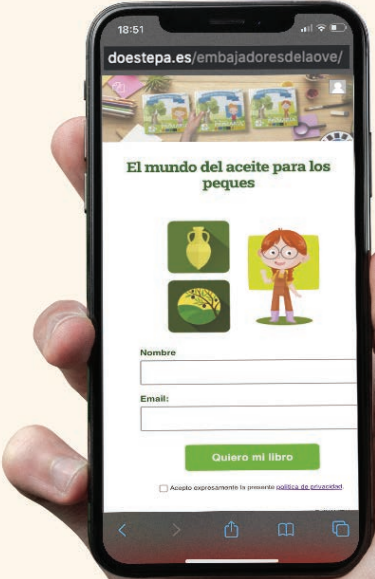 18:51
doestepa.es/embajadoresdelaove/
El mundo del aceite para los
peques
Nombre
Email:
Quiero mi libro
Acepto expresamente la presente política de privacidad.